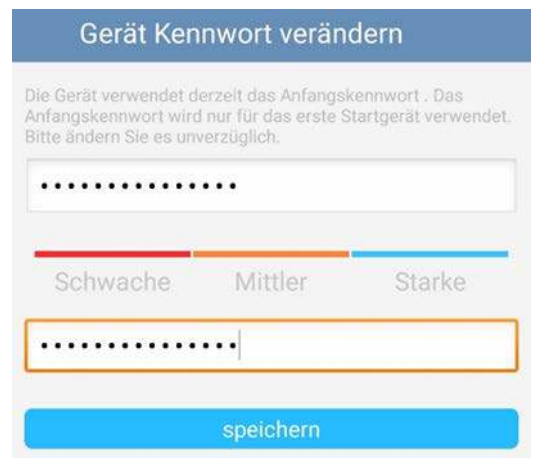 Gerät Kennwort verändern
Die Gerät verwendet derzeit das Anfangskennwort . Das
Anfangskennwort wird nur für das erste Startgerät verwendet.
Bitte ändern Sie es unverzüglich.
•••••••••••••••
Schwache Mittler Starke
•••••••••••••••
speichern